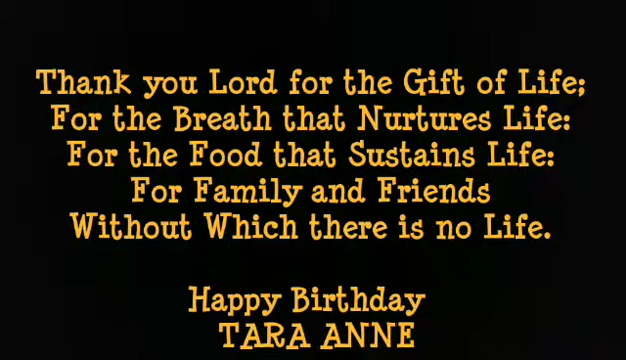 Thank you Lord for the Gift of Life;
For the Breath that Nurtures Life:
For the Food that Sustains Life:
For Family and Friends
Without Which there is no Life.
Happy Birthday
TARA ANNE